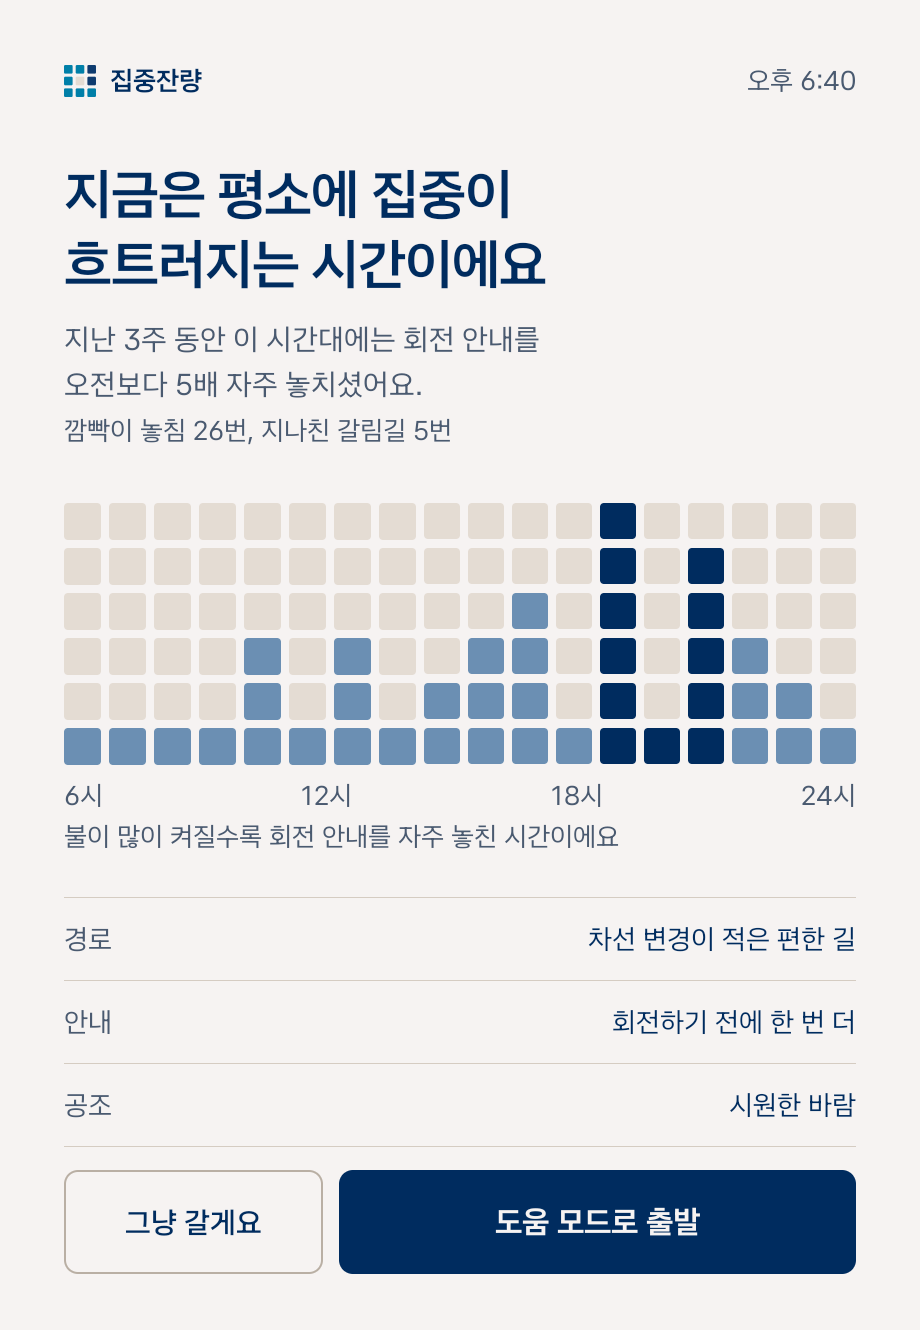 집중잔량
오후 6:40
지금은 평소에 집중이
흐트러지는 시간이에요
지난 3주 동안 이 시간대에는 회전 안내를
오전보다 5배 자주 놓치셨어요.
깜빡이 놓침 26번, 지나친 갈림길 5번
6시 12시 18시 24시
불이 많이 켜질수록 회전 안내를 자주 놓친 시간이에요
경로 차선 변경이 적은 편한 길
안내 회전하기 전에 한 번 더
공조 시원한 바람
그냥 갈게요
도움 모드로 출발